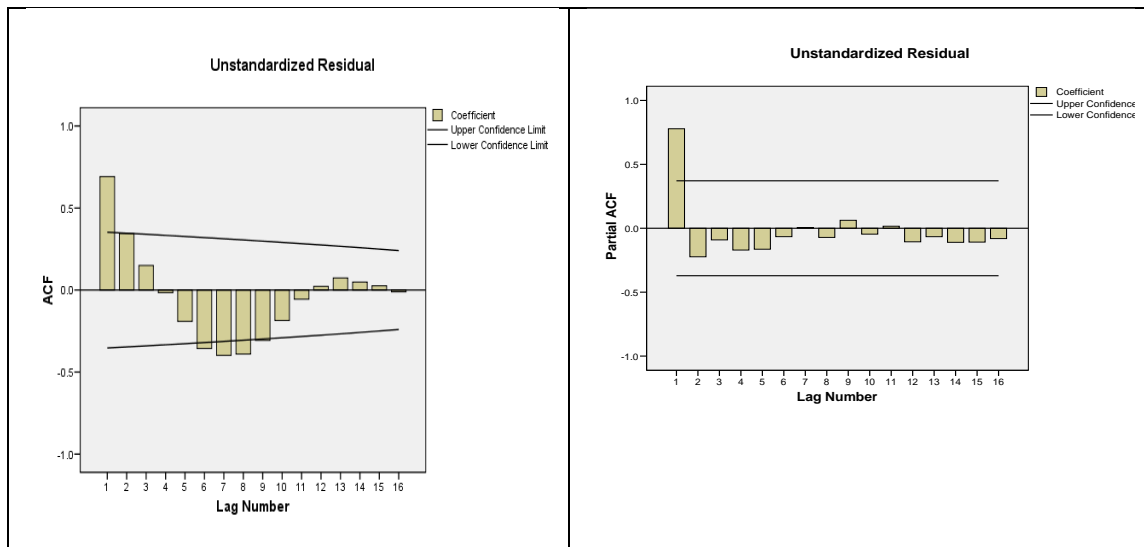 Unstandardized Residual
Coefficient
Upper Confidence Limit
Lower Confidence Limit
1.0
0.5
0.0
-0.5
-1.0
ACF
1 2 3 4 5 6 7 8 9 10 11 12 13 14 15 16
Lag Number
Unstandardized Residual
Coefficient
Upper Confidence
Lower Confidence
1.0
0.5
0.0
-0.5
-1.0
Partial ACF
1 2 3 4 5 6 7 8 9 10 11 12 13 14 15 16
Lag Number